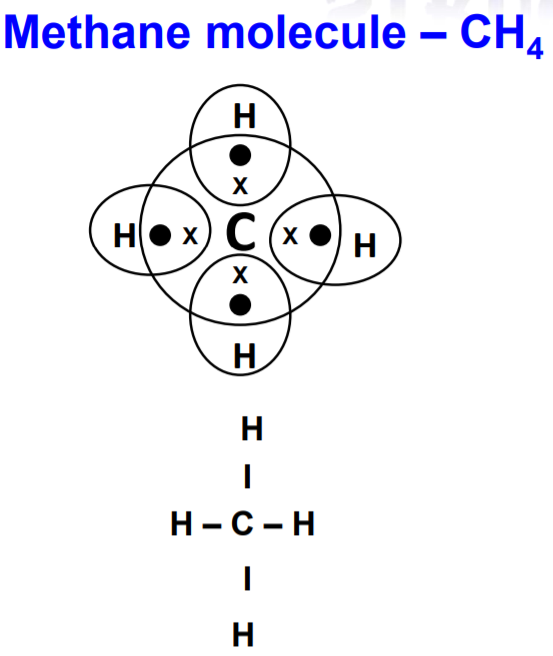 Methane molecule – CH₄
H
x
H x C x H
x
H
H
I
H – C – H
I
H